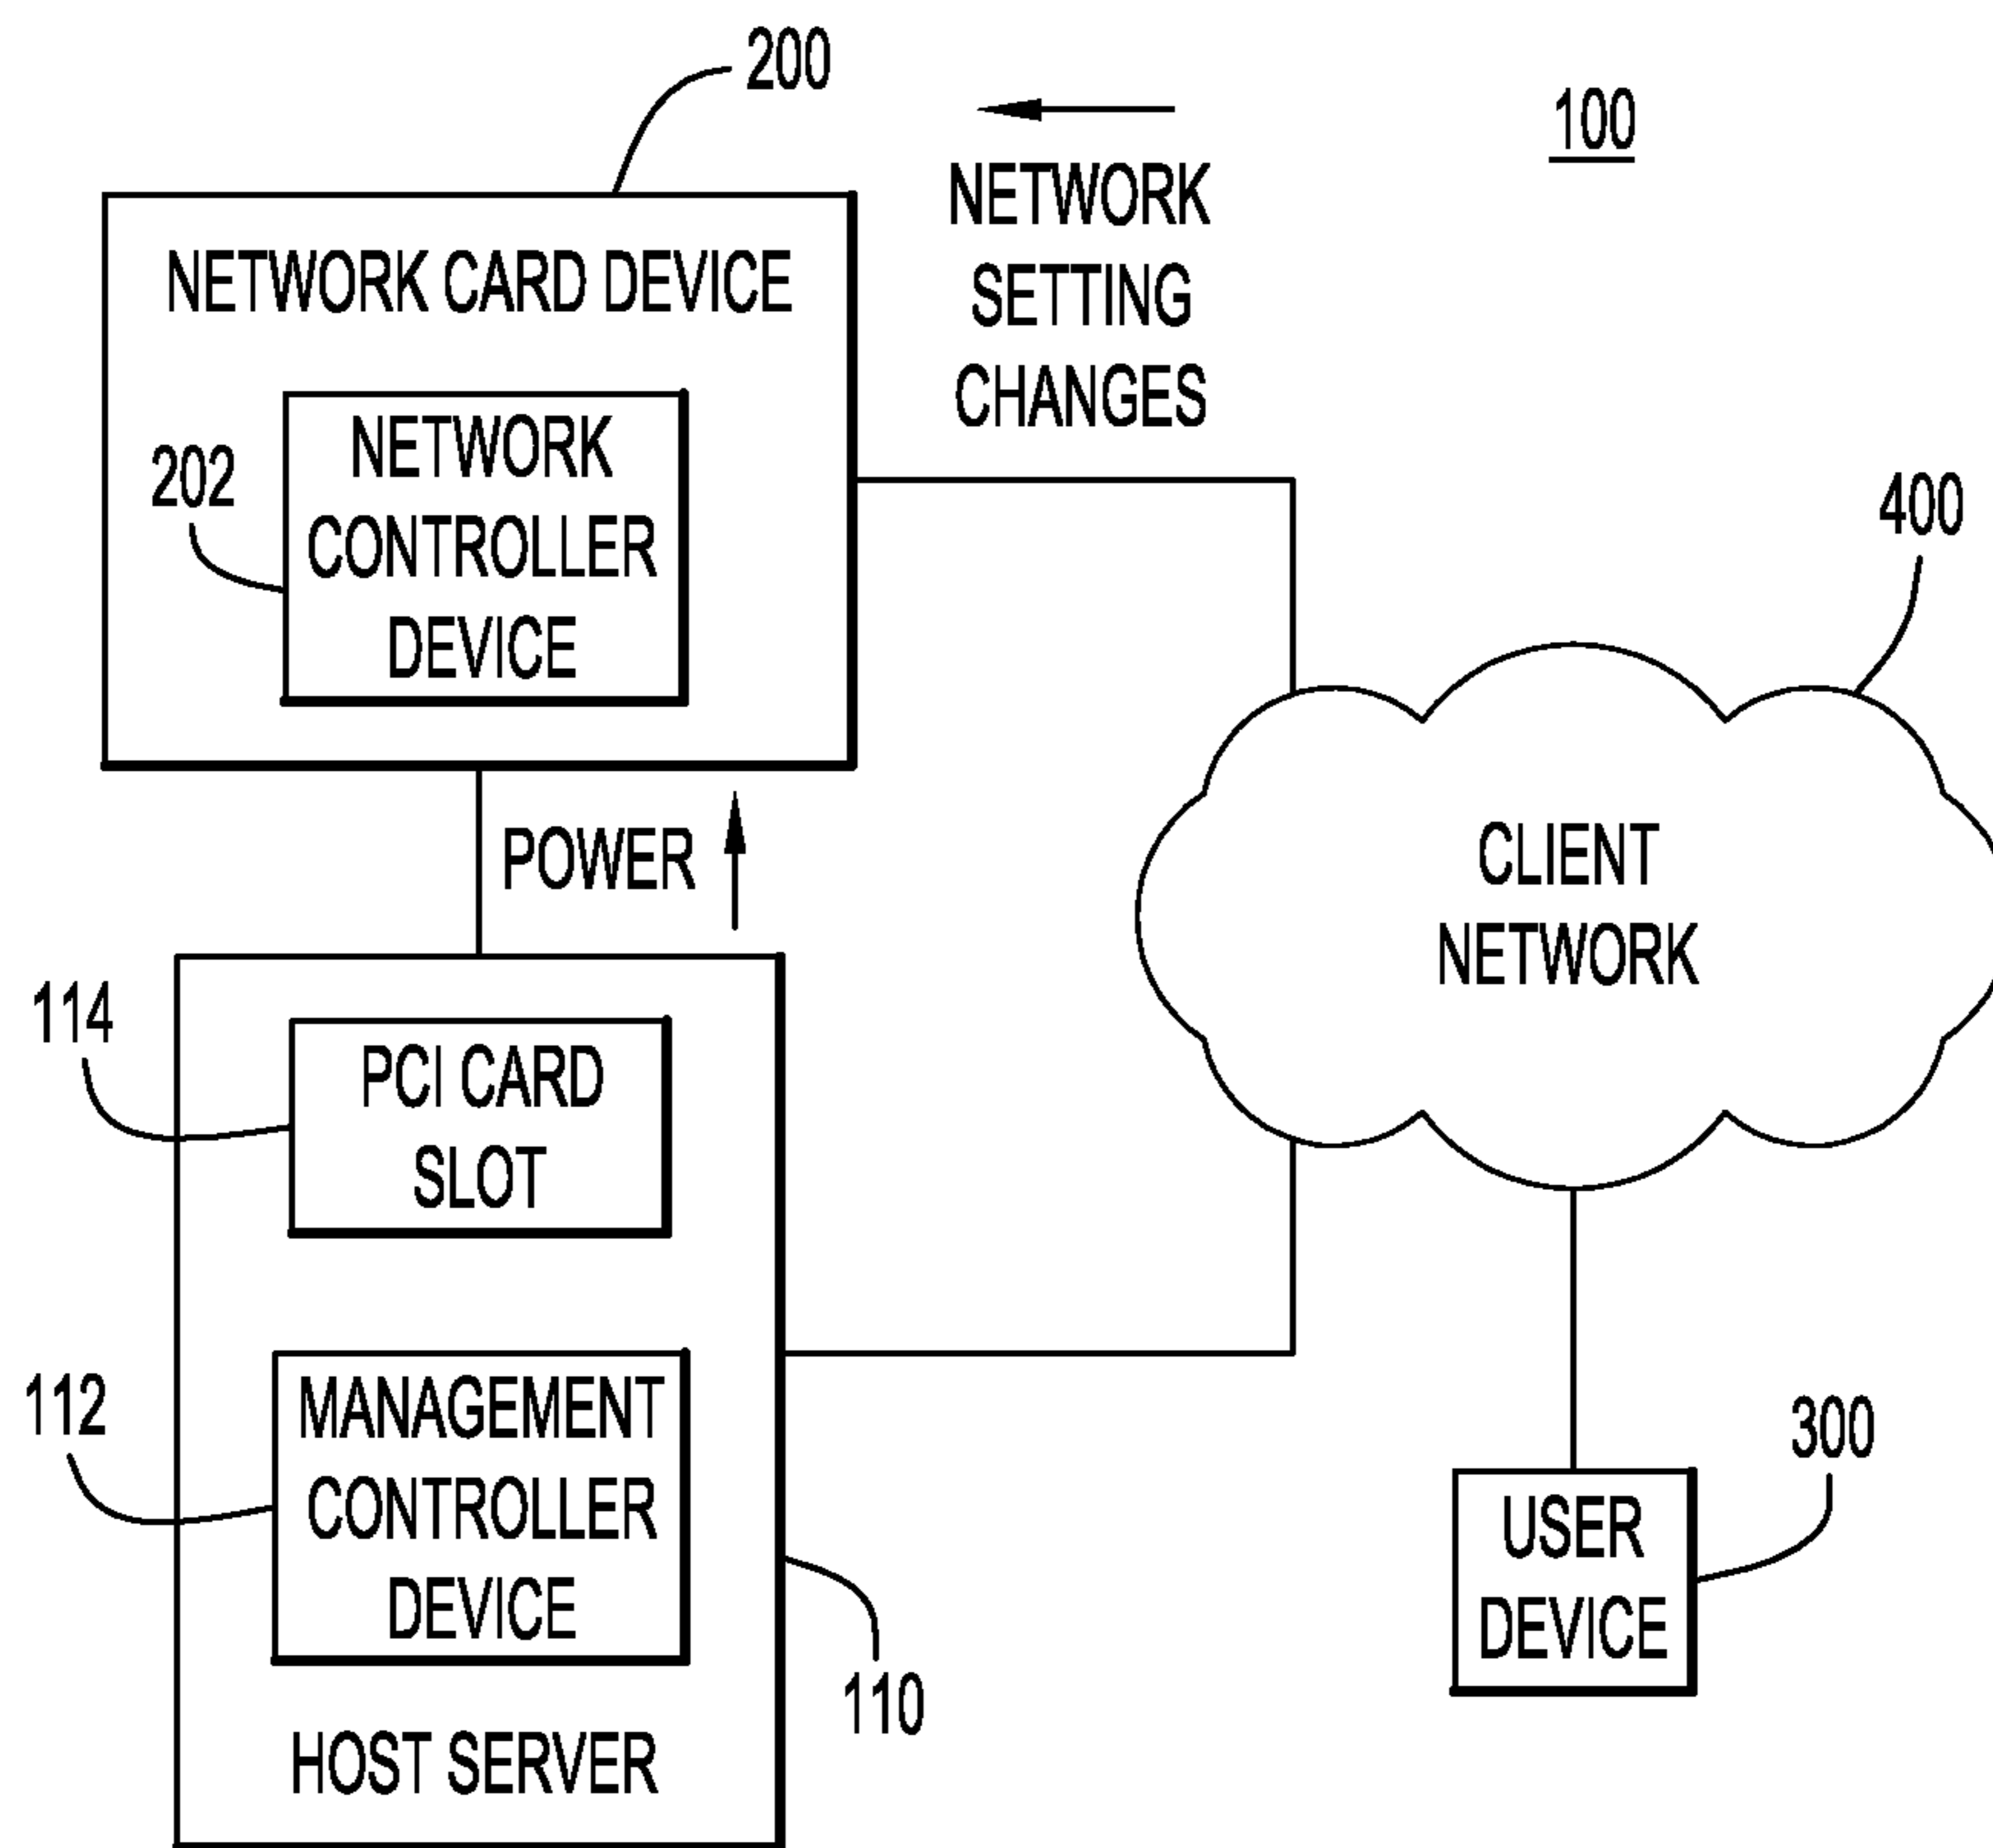 200
100
NETWORK
SETTING
CHANGES
NETWORK CARD DEVICE
202
NETWORK
CONTROLLER
DEVICE
400
POWER
CLIENT
NETWORK
114
PCI CARD
SLOT
112
MANAGEMENT
CONTROLLER
DEVICE
110
HOST SERVER
300
USER
DEVICE